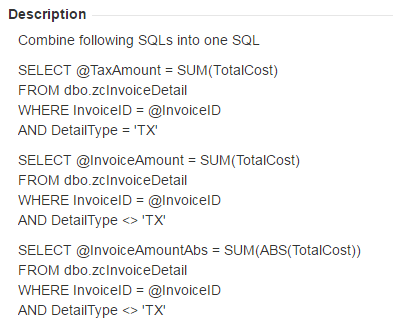 Description
Combine following SQLs into one SQL
SELECT @TaxAmount = SUM(TotalCost)
FROM dbo.zcInvoiceDetail
WHERE InvoiceID = @InvoiceID
AND DetailType = 'TX'
SELECT @InvoiceAmount = SUM(TotalCost)
FROM dbo.zcInvoiceDetail
WHERE InvoiceID = @InvoiceID
AND DetailType <> 'TX'
SELECT @InvoiceAmountAbs = SUM(ABS(TotalCost))
FROM dbo.zcInvoiceDetail
WHERE InvoiceID = @InvoiceID
AND DetailType <> 'TX'